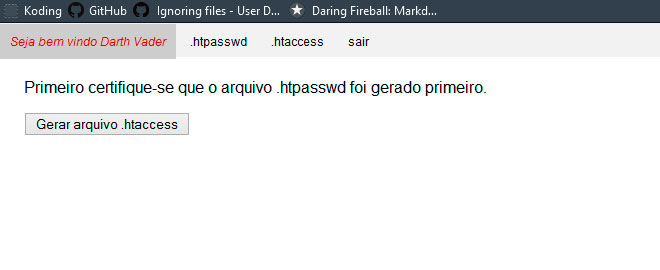 Koding GitHub Ignoring files - User D... Daring Fireball: Markd...
Seja bem vindo Darth Vader .htpasswd .htaccess sair
Primeiro certifique-se que o arquivo .htpasswd foi gerado primeiro.
Gerar arquivo .htaccess